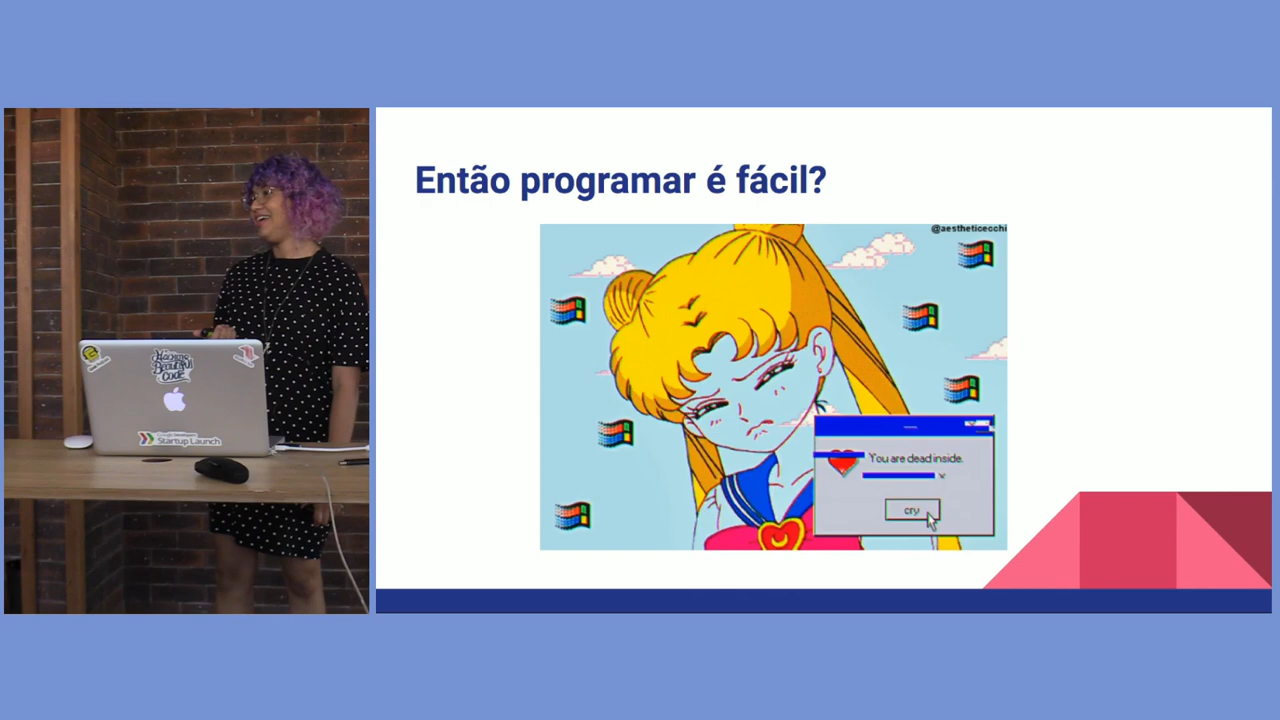 Então programar é fácil?
@aestheticecchi
You are dead inside.
cry
Hacking
Beautiful
Code
Startup Launch